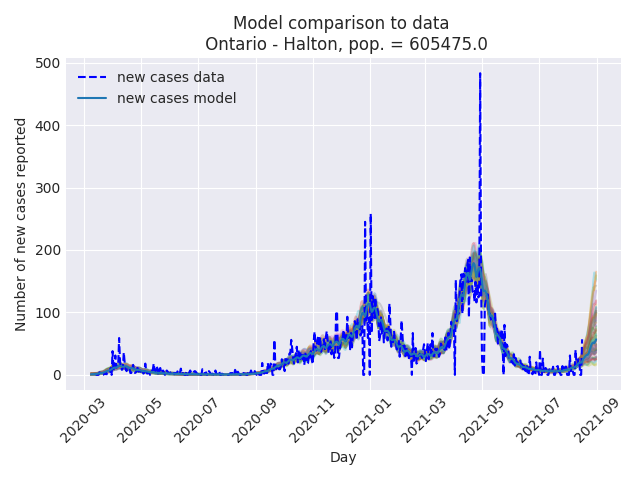 Model comparison to data
Ontario - Halton, pop. = 605475.0
new cases data
new cases model
Number of new cases reported
500
400
300
200
100
0
2020-03
2020-05
2020-07
2020-09
2020-11
2021-01
2021-03
2021-05
2021-07
2021-09
Day